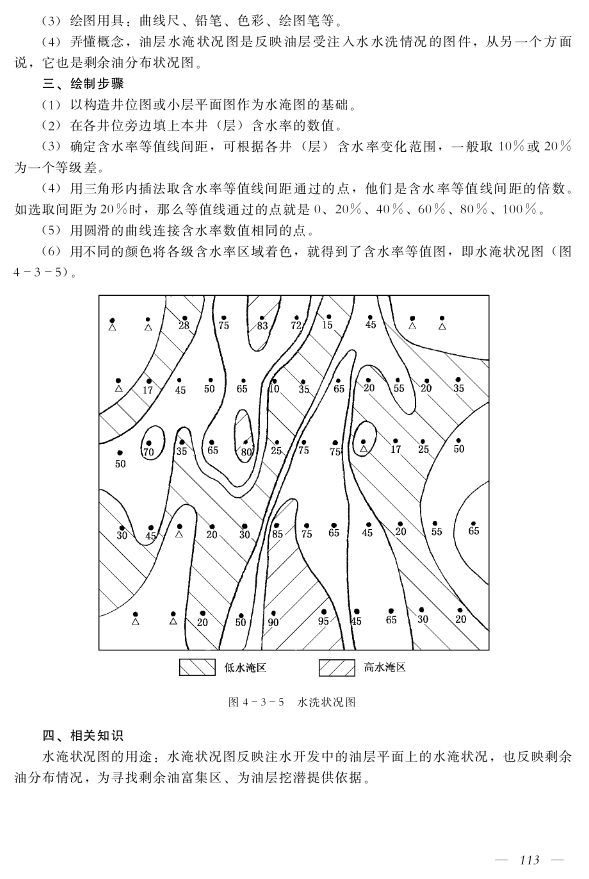 （3）绘图用具：曲线尺、铅笔、色彩、绘图笔等。
（4）弄懂概念，油层水淹状况图是反映油层受注入水水洗情况的图件，从另一个方面
说，它也是剩余油分布状况图。
三、绘制步骤
（1）以构造井位图或小层平面图作为水淹图的基础。
（2）在各井位旁边填上本井（层）含水率的数值。
（3）确定含水率等值线间距，可根据各井（层）含水率变化范围，一般取 10％或 20％
为一个等级差。
（4）用三角形内插法取含水率等值线间距通过的点，他们是含水率等值线间距的倍数。
如选取间距为 20％时，那么等值线通过的点就是 0、20％、40％、60％、80％、100％。
（5）用圆滑的曲线连接含水率数值相同的点。
（6）用不同的颜色将各级含水率区域着色，就得到了含水率等值图，即水淹状况图（图
4－3－5）。
28 75 83 72 15 45
17 45 50 65 40 35 65 20 55 20 35
50 70 35 65 80 25 75 75 17 25 50
30 45 20 30 85 75 65 45 20 55 65
20 50 90 95 45 65 30 20
低水淹区 高水淹区
图 4－3－5 水洗状况图
四、相关知识
水淹状况图的用途：水淹状况图反映注水开发中的油层平面上的水淹状况，也反映剩余
油分布情况，为寻找剩余油富集区、为油层挖潜提供依据。
— 113 —